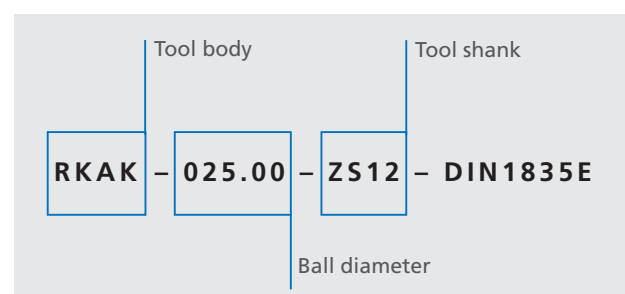 Tool body
Tool shank
RKAK – 025.00 – ZS12 – DIN1835E
Ball diameter